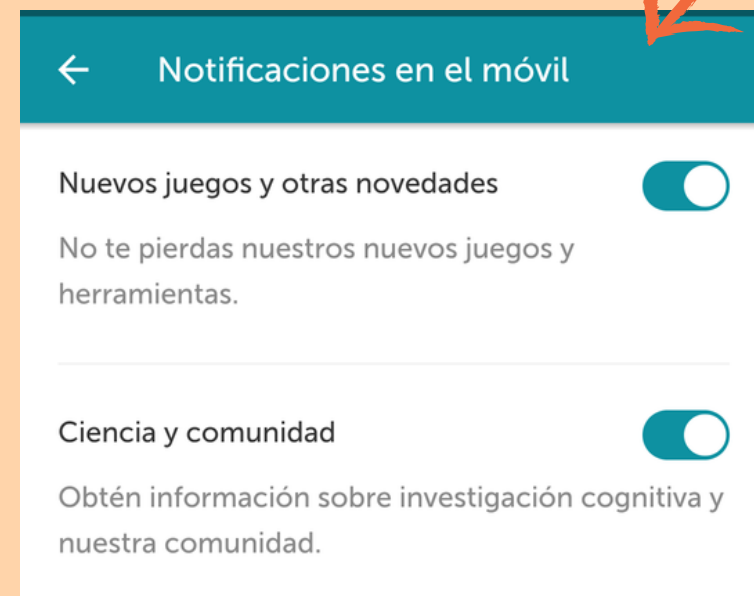 Notificaciones en el móvil
Nuevos juegos y otras novedades
No te pierdas nuestros nuevos juegos y
herramientas.
Ciencia y comunidad
Obtén información sobre investigación cognitiva y
nuestra comunidad.